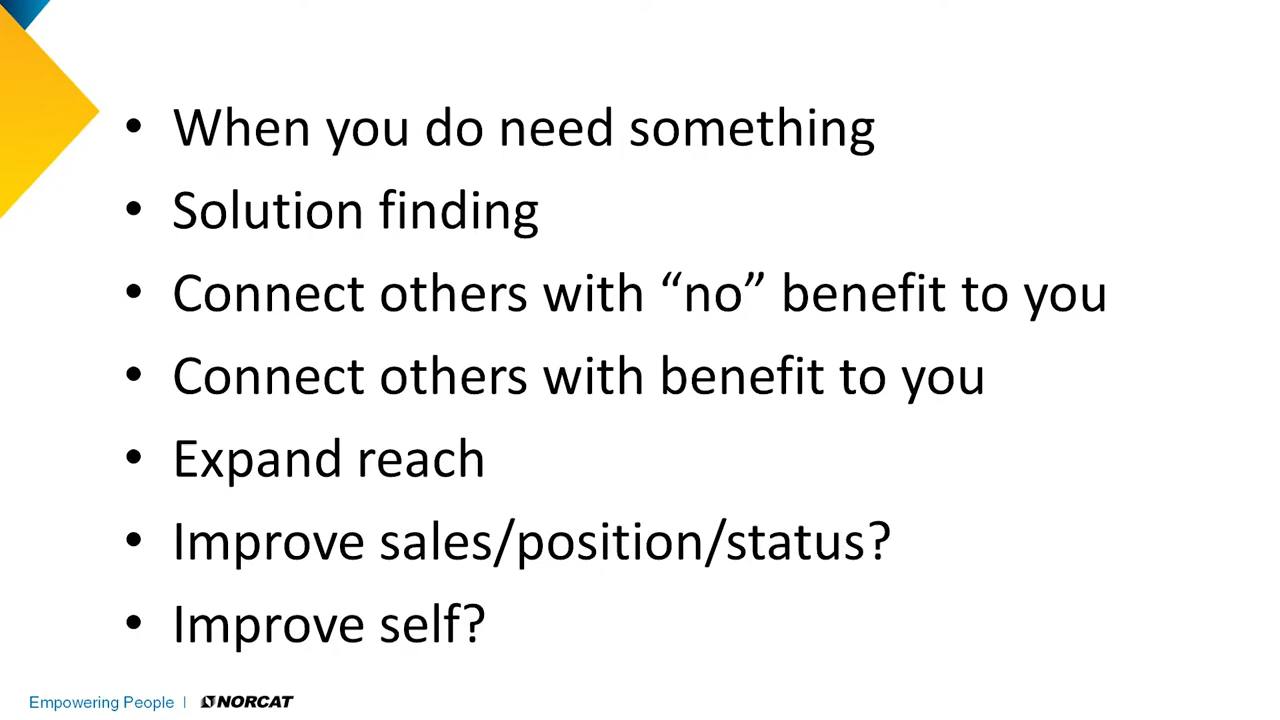 • When you do need something
• Solution finding
• Connect others with “no” benefit to you
• Connect others with benefit to you
• Expand reach
• Improve sales/position/status?
• Improve self?
Empowering People | NORCAT